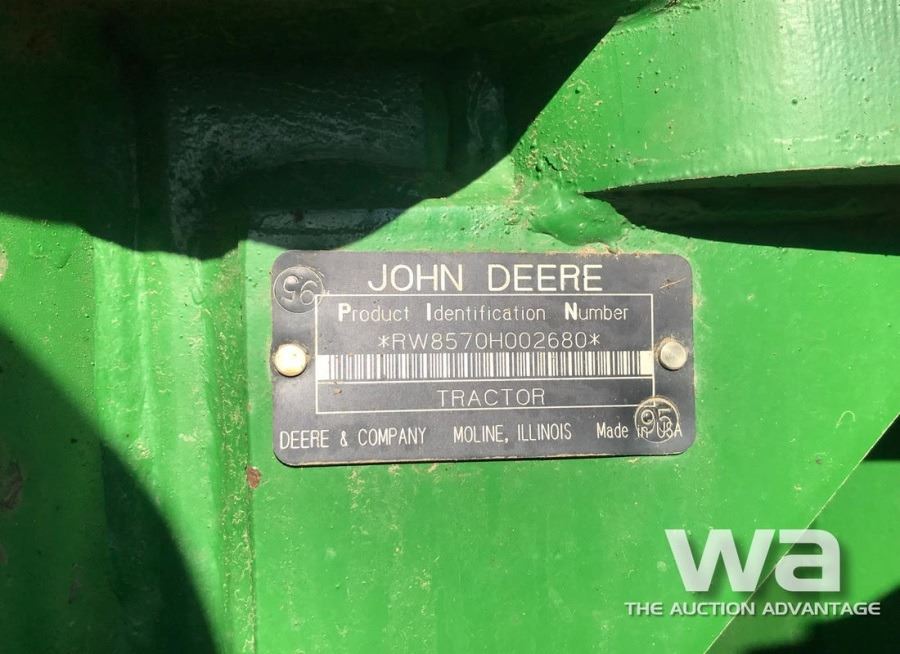 95
JOHN DEERE
Product Identification Number
*RW8570H002680*
TRACTOR
95
DEERE & COMPANY MOLINE, ILLINOIS Made in USA
wa
THE AUCTION ADVANTAGE